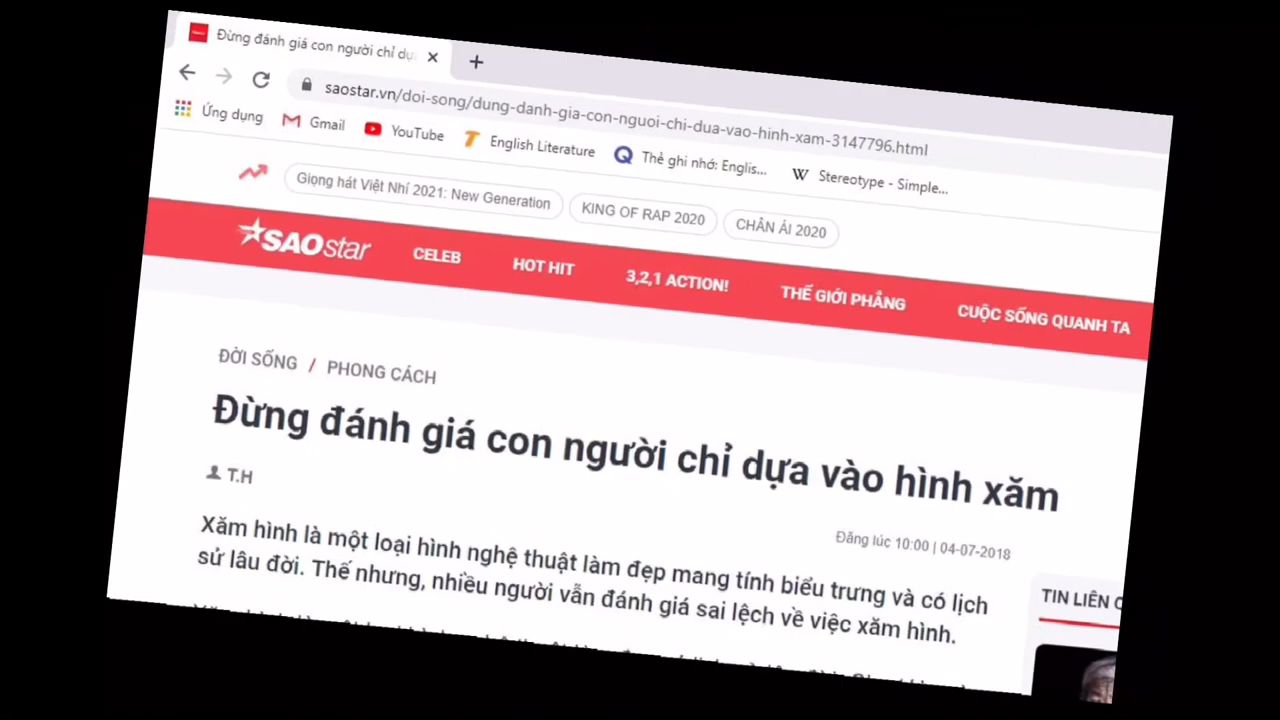 Đừng đánh giá con người chỉ dự
saostar.vn/doi-song/dung-danh-gia-con-nguoi-chi-dua-vao-hinh-xam-3147796.html
Ứng dụng Gmail YouTube English Literature Thẻ ghi nhớ: Englis... Stereotype - Simple...
Giọng hát Việt Nhí 2021: New Generation KING OF RAP 2020 CHÂN ÁI 2020
SAOstar CELEB HOT HIT 3,2,1 ACTION! THẾ GIỚI PHẲNG CUỘC SỐNG QUANH TA
ĐỜI SỐNG / PHONG CÁCH
Đừng đánh giá con người chỉ dựa vào hình xăm
T.H
Đăng lúc 10:00 | 04-07-2018
Xăm hình là một loại hình nghệ thuật làm đẹp mang tính biểu trưng và có lịch
sử lâu đời. Thế nhưng, nhiều người vẫn đánh giá sai lệch về việc xăm hình.
TIN LIÊN